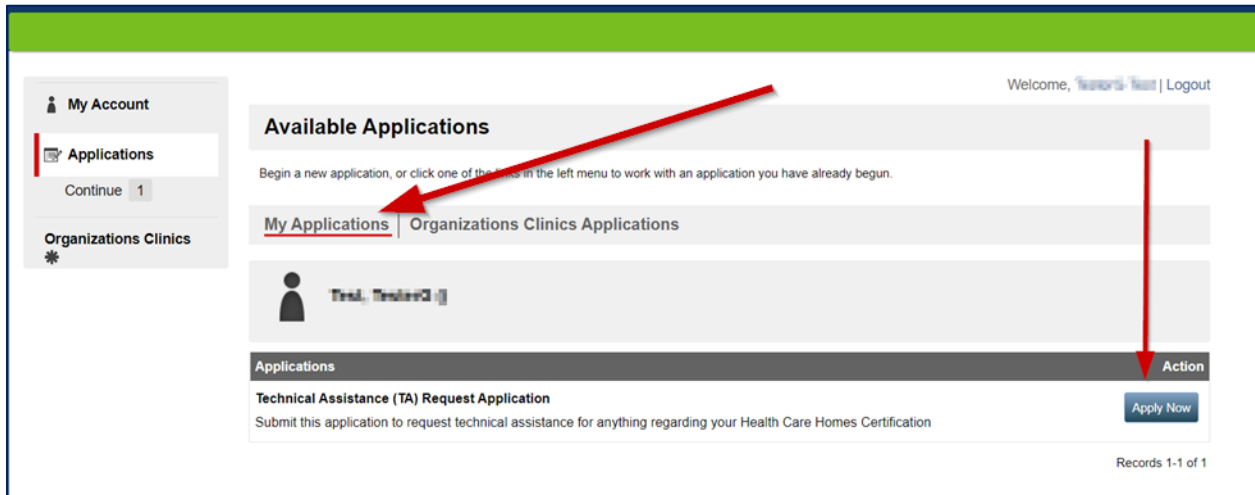 Welcome, | Logout
My Account
Applications
Continue 1
Organizations Clinics
Available Applications
Begin a new application, or click one of the links in the left menu to work with an application you have already begun.
My Applications | Organizations Clinics Applications
Applications Action
Technical Assistance (TA) Request Application
Submit this application to request technical assistance for anything regarding your Health Care Homes Certification
Apply Now
Records 1-1 of 1